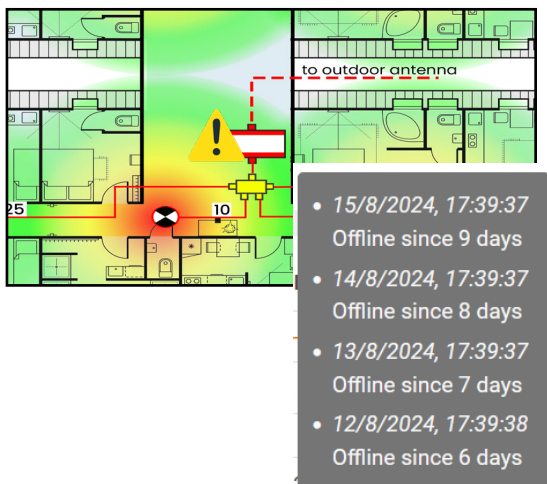 to outdoor antenna
25
10
15/8/2024, 17:39:37
Offline since 9 days
14/8/2024, 17:39:37
Offline since 8 days
13/8/2024, 17:39:37
Offline since 7 days
12/8/2024, 17:39:38
Offline since 6 days